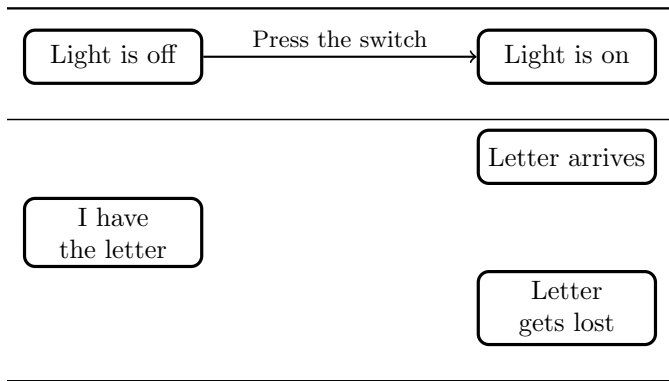 Light is off
Press the switch
Light is on
Letter arrives
I have
the letter
Letter
gets lost